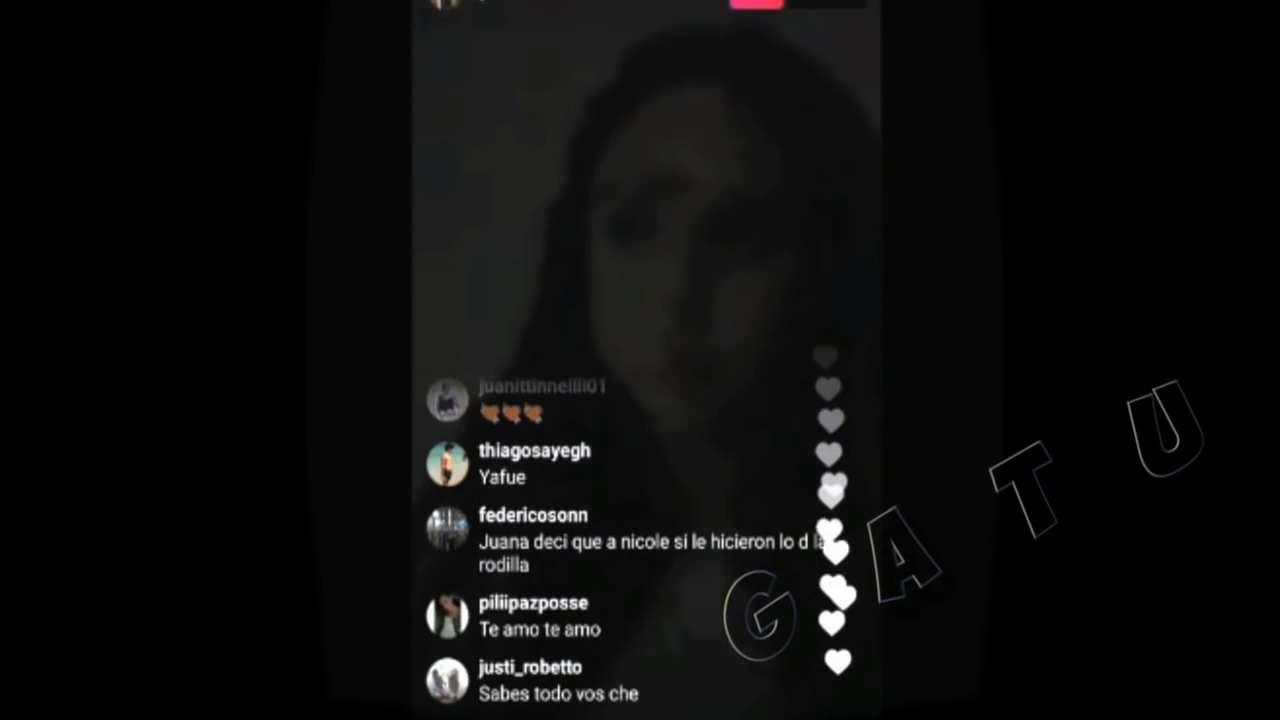 juanittinnellli01
thiagosayegh
Yafue
federicosonn
Juana deci que a nicole si le hicieron lo d la
rodilla
piliipazposse
Te amo te amo
justi_robetto
Sabes todo vos che
G A T U